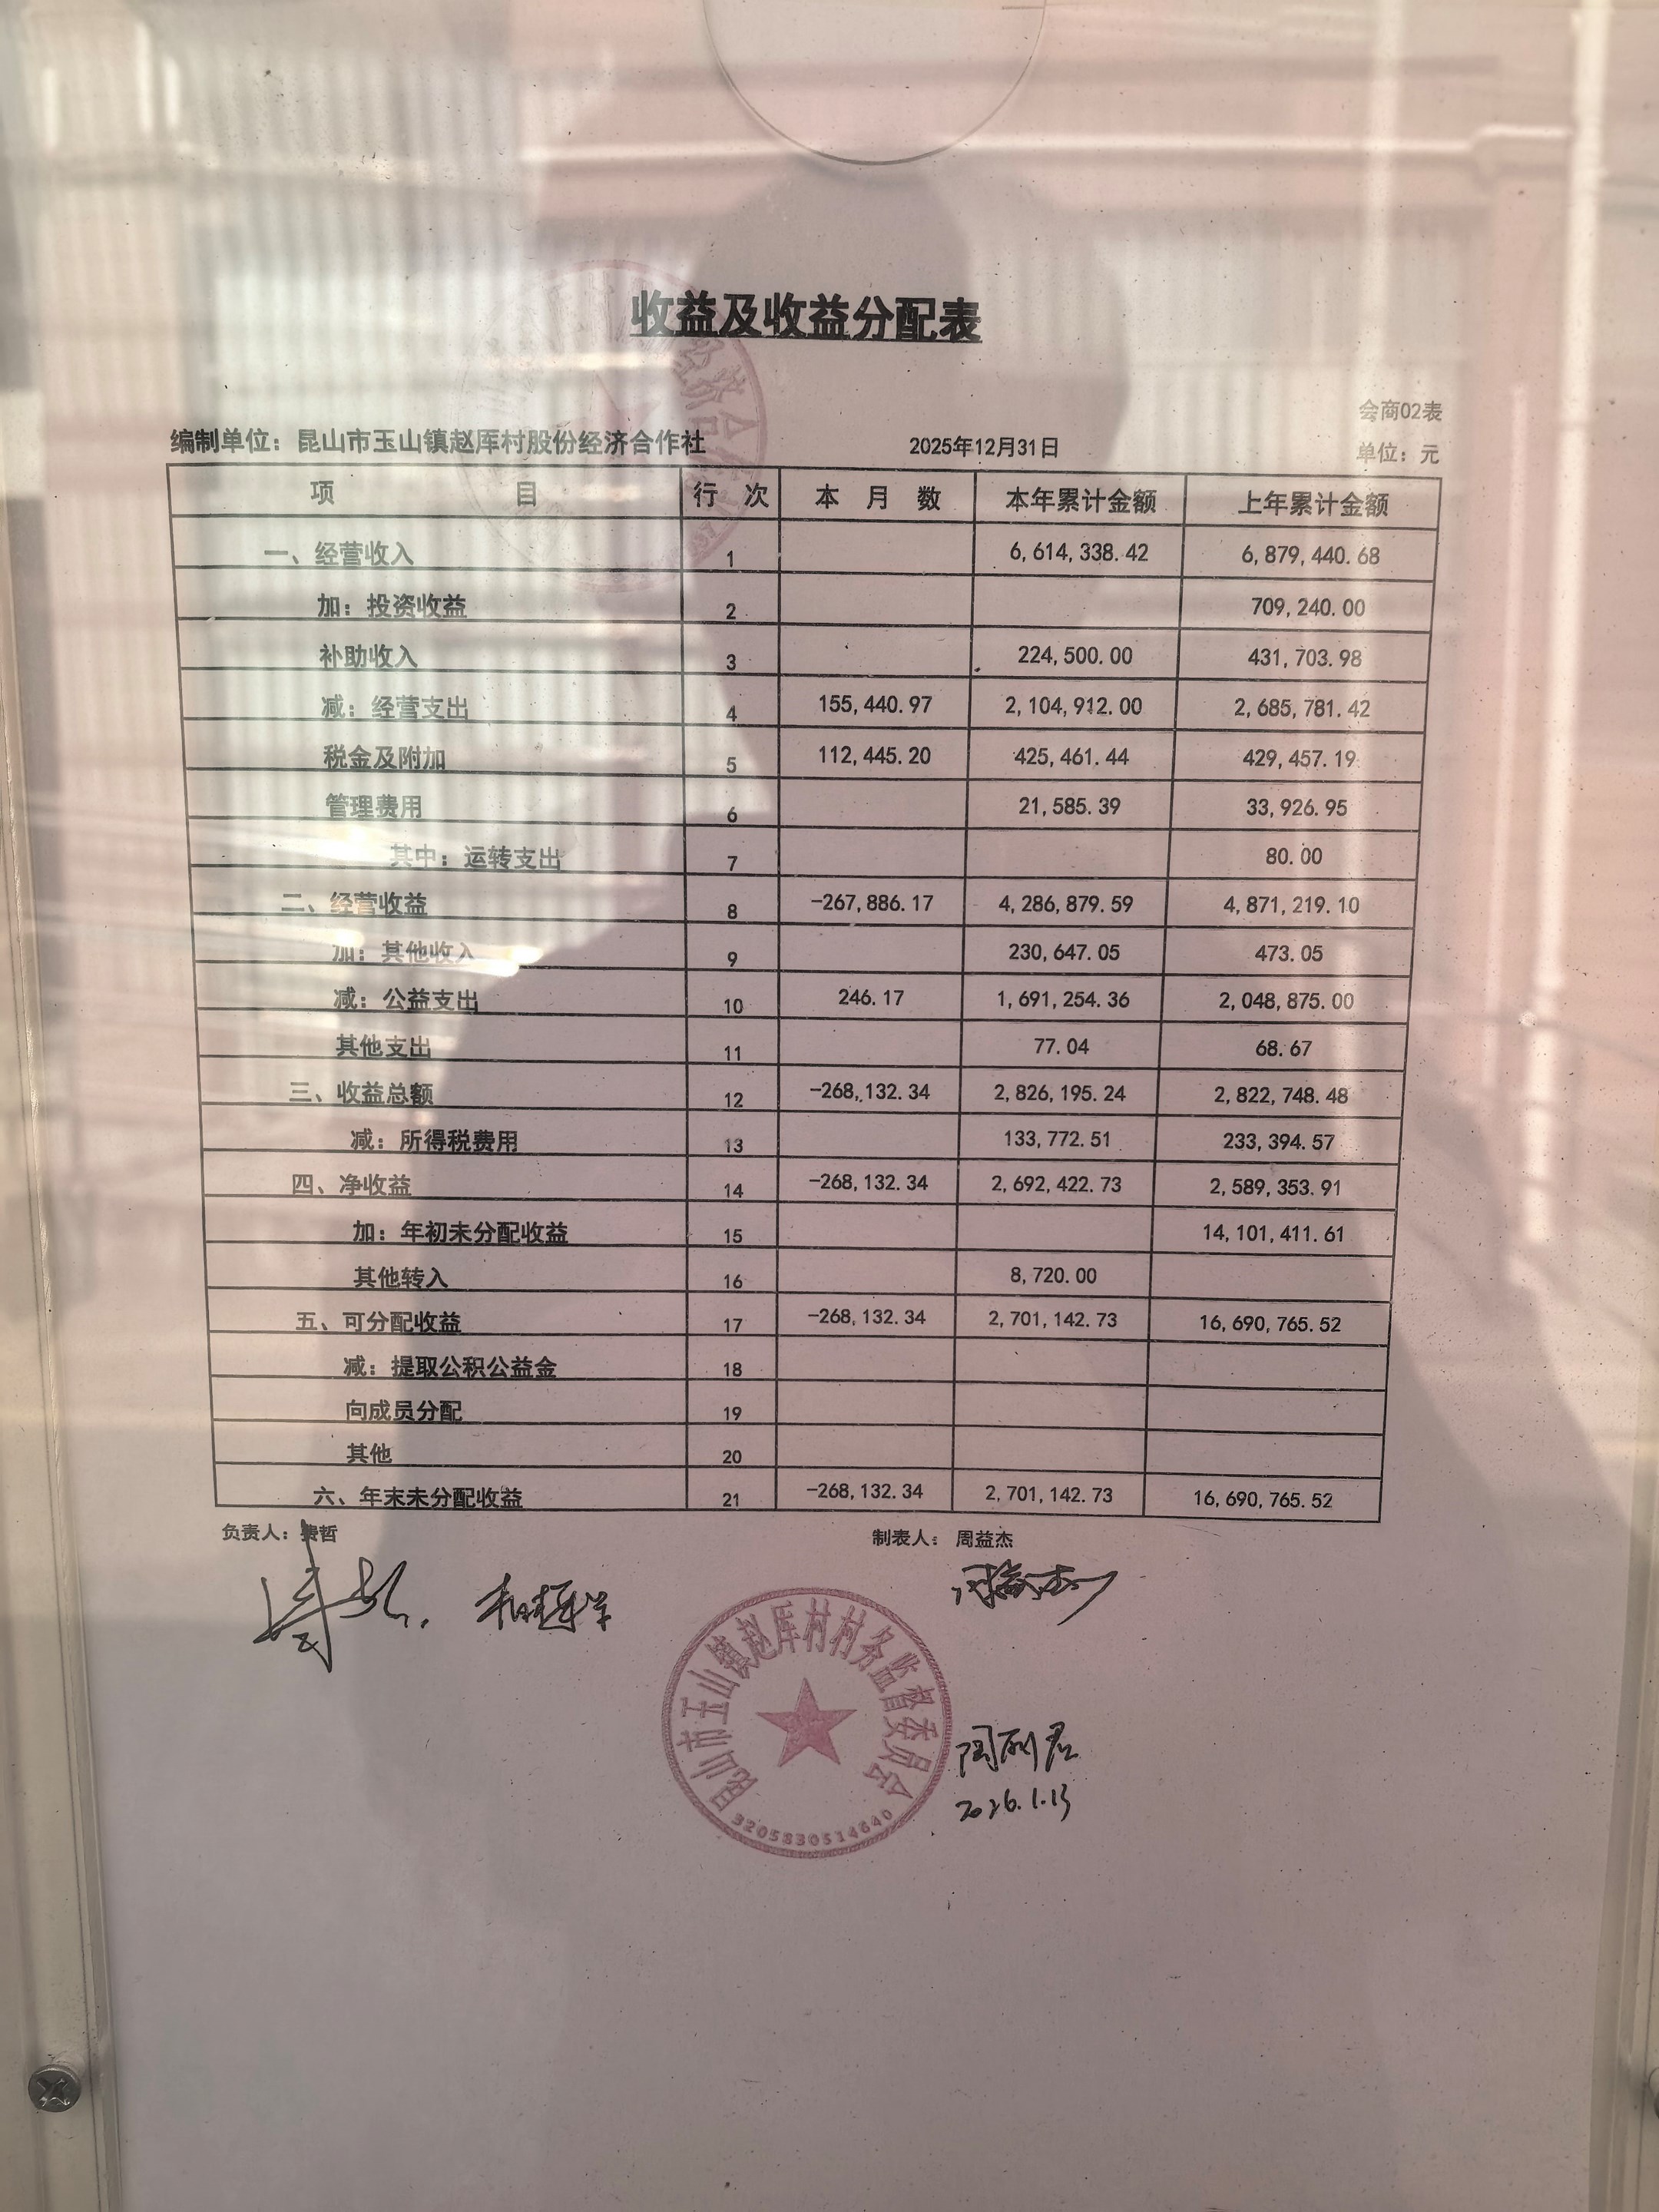 收益及收益分配表
会商02表
编制单位：昆山市玉山镇赵厍村股份经济合作社 2025年12月31日 单位：元
项 目 行 次 本 月 数 本年累计金额 上年累计金额
一、经营收入 1 6,614,338.42 6,879,440.68
加：投资收益 2 709,240.00
补助收入 3 224,500.00 431,703.98
减：经营支出 4 155,440.97 2,104,912.00 2,685,781.42
税金及附加 5 112,445.20 425,461.44 429,457.19
管理费用 6 21,585.39 33,926.95
其中：运转支出 7 80.00
二、经营收益 8 -267,886.17 4,286,879.59 4,871,219.10
加：其他收入 9 230,647.05 473.05
减：公益支出 10 246.17 1,691,254.36 2,048,875.00
其他支出 11 77.04 68.67
三、收益总额 12 -268,132.34 2,826,195.24 2,822,748.48
减：所得税费用 13 133,772.51 233,394.57
四、净收益 14 -268,132.34 2,692,422.73 2,589,353.91
加：年初未分配收益 15 14,101,411.61
其他转入 16 8,720.00
五、可分配收益 17 -268,132.34 2,701,142.73 16,690,765.52
减：提取公积公益金 18
向成员分配 19
其他 20
六、年末未分配收益 21 -268,132.34 2,701,142.73 16,690,765.52
负责人：费哲 制表人：周益杰
昆山市玉山镇赵厍村村务监督委员会
3205830514640
2026.1.13